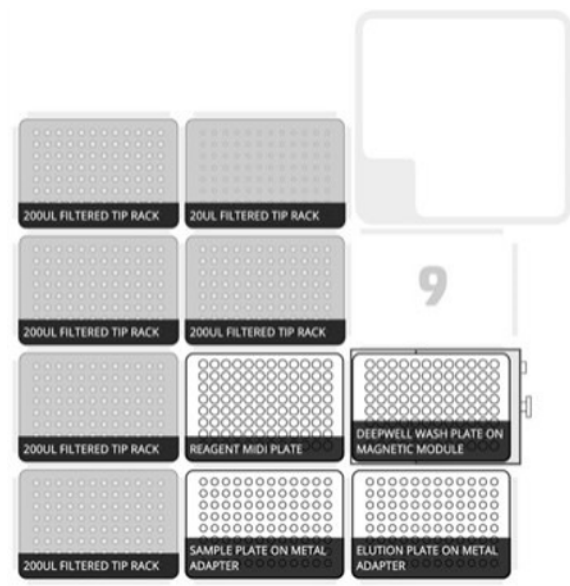 200UL FILTERED TIP RACK
20UL FILTERED TIP RACK
200UL FILTERED TIP RACK
200UL FILTERED TIP RACK
9
200UL FILTERED TIP RACK
REAGENT MIDI PLATE
DEEPWELL WASH PLATE ON
MAGNETIC MODULE
200UL FILTERED TIP RACK
SAMPLE PLATE ON METAL
ADAPTER
ELUTION PLATE ON METAL
ADAPTER